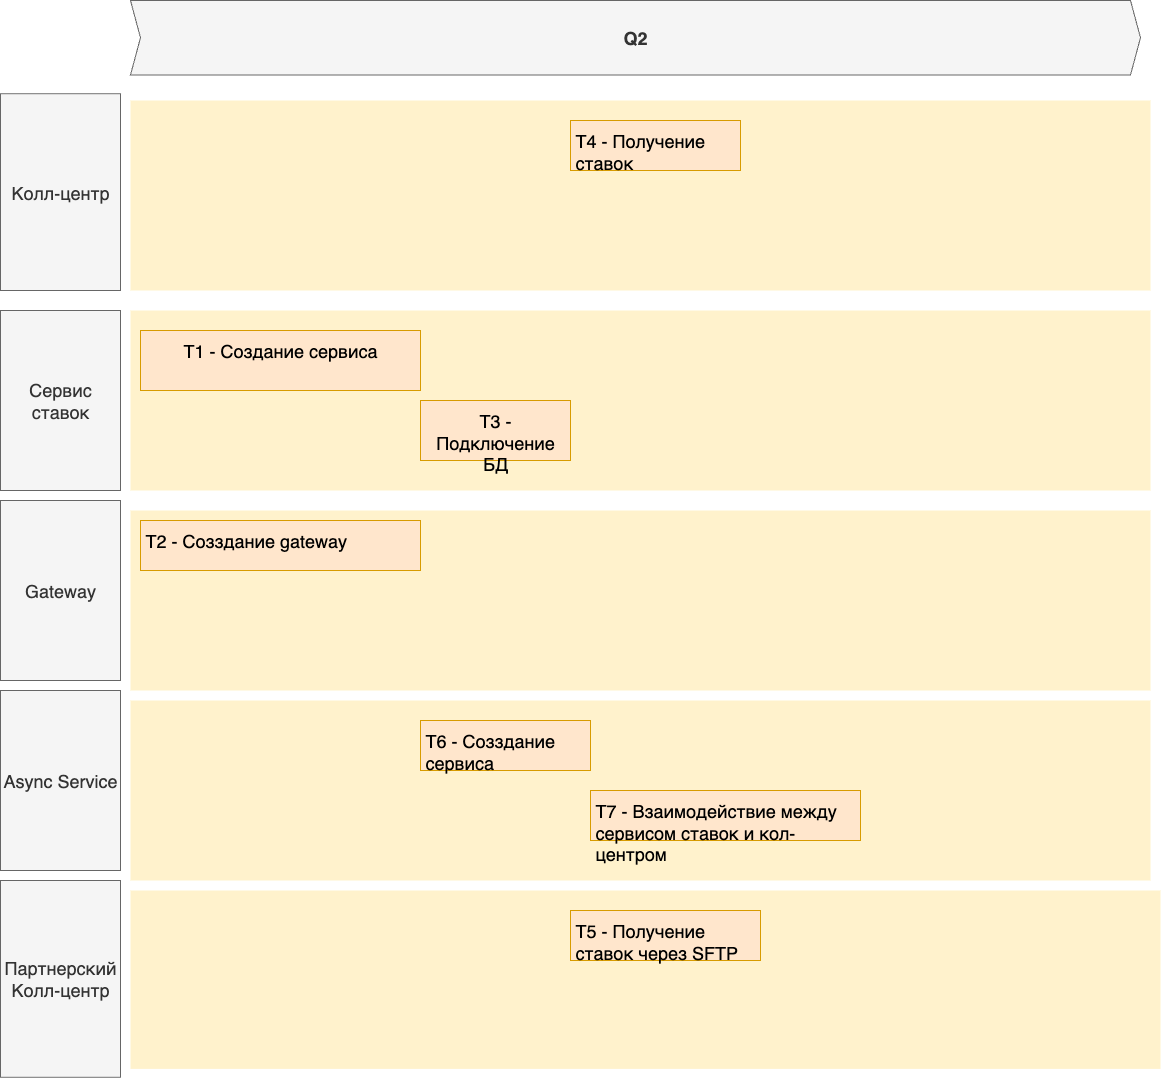 Q2
Колл-центр
T4 - Получение
ставок
Сервис
ставок
T1 - Создание сервиса
T3 -
Подключение
БД
Gateway
T2 - Созздание gateway
Async Service
T6 - Созздание
сервиса
T7 - Взаимодействие между
сервисом ставок и кол-
центром
Партнерский
Колл-центр
T5 - Получение
ставок через SFTP